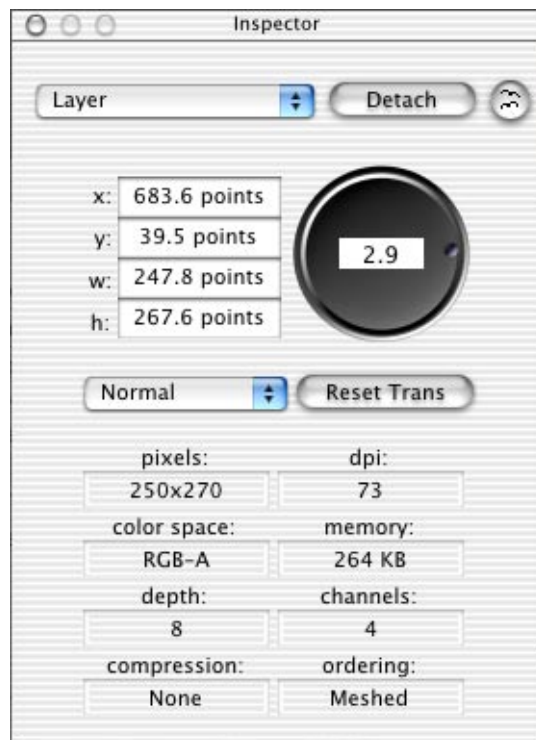 Inspector
Layer Detach
x: 683.6 points
y: 39.5 points
2.9
w: 247.8 points
h: 267.6 points
Normal Reset Trans
pixels: dpi:
250x270 73
color space: memory:
RGB-A 264 KB
depth: channels:
8 4
compression: ordering:
None Meshed